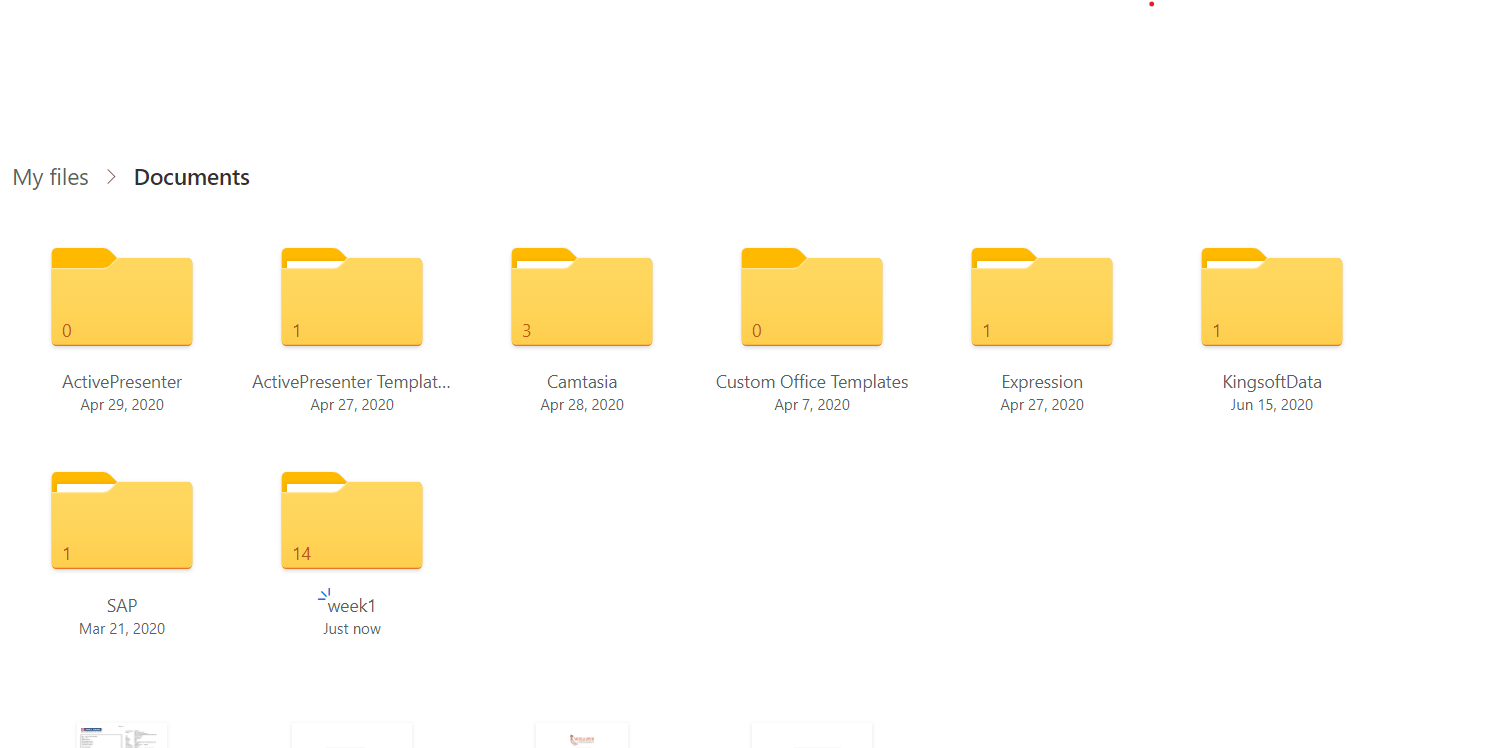 My files > Documents
0 1 3 0 1 1
ActivePresenter ActivePresenter Templat... Camtasia Custom Office Templates Expression KingsoftData
Apr 29, 2020 Apr 27, 2020 Apr 28, 2020 Apr 7, 2020 Apr 27, 2020 Jun 15, 2020
1 14
SAP week1
Mar 21, 2020 Just now